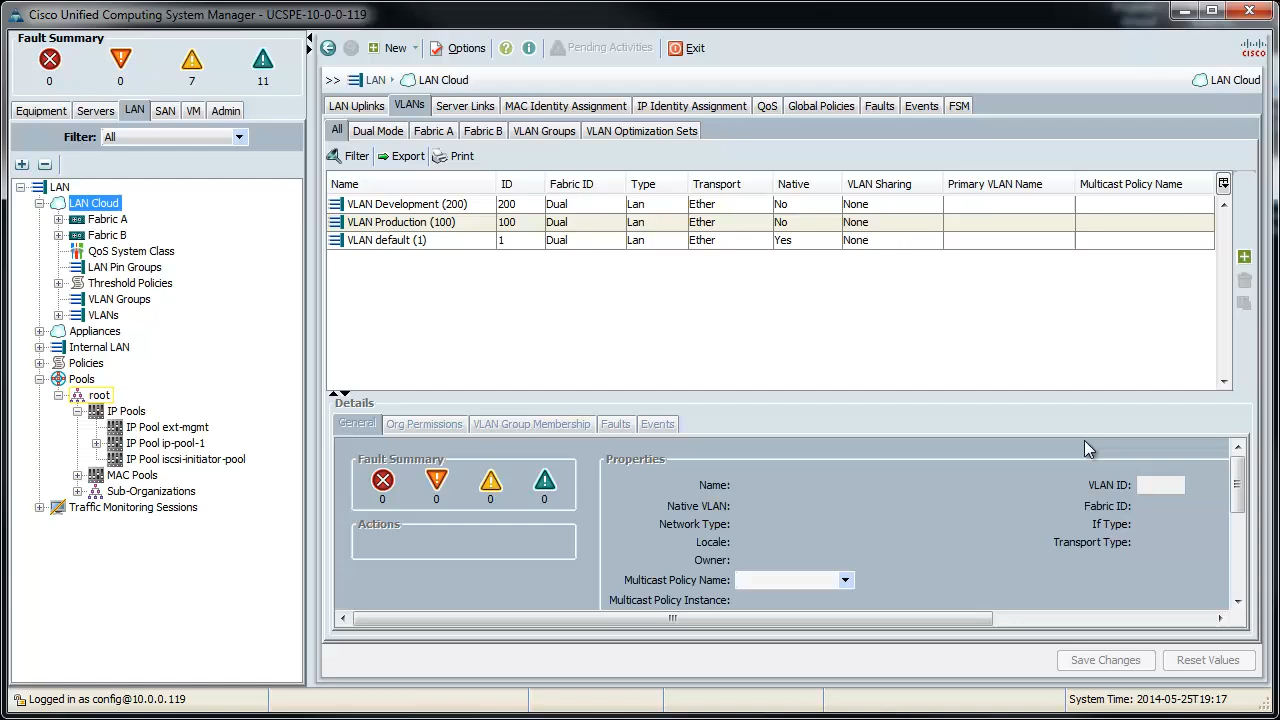 Cisco Unified Computing System Manager - UCSPE-10-0-0-119
Fault Summary
0 0 7 11
New Options Pending Activities Exit
CISCO
Equipment Servers LAN SAN VM Admin
Filter: All
>> LAN LAN Cloud LAN Cloud
LAN Uplinks VLANs Server Links MAC Identity Assignment IP Identity Assignment QoS Global Policies Faults Events FSM
All Dual Mode Fabric A Fabric B VLAN Groups VLAN Optimization Sets
Filter Export Print
Name ID Fabric ID Type Transport Native VLAN Sharing Primary VLAN Name Multicast Policy Name
VLAN Development (200) 200 Dual Lan Ether No None
VLAN Production (100) 100 Dual Lan Ether No None
VLAN default (1) 1 Dual Lan Ether Yes None
LAN
LAN Cloud
Fabric A
Fabric B
QoS System Class
LAN Pin Groups
Threshold Policies
VLAN Groups
VLANs
Appliances
Internal LAN
Policies
Pools
root
IP Pools
IP Pool ext-mgmt
IP Pool ip-pool-1
IP Pool iscsi-initiator-pool
MAC Pools
Sub-Organizations
Traffic Monitoring Sessions
Details
General Org Permissions VLAN Group Membership Faults Events
Fault Summary
0 0 0 0
Actions
Properties
Name: VLAN ID:
Native VLAN: Fabric ID:
Network Type: If Type:
Locale: Transport Type:
Owner:
Multicast Policy Name:
Multicast Policy Instance:
Save Changes Reset Values
Logged in as config@10.0.0.119 System Time: 2014-05-25T19:17